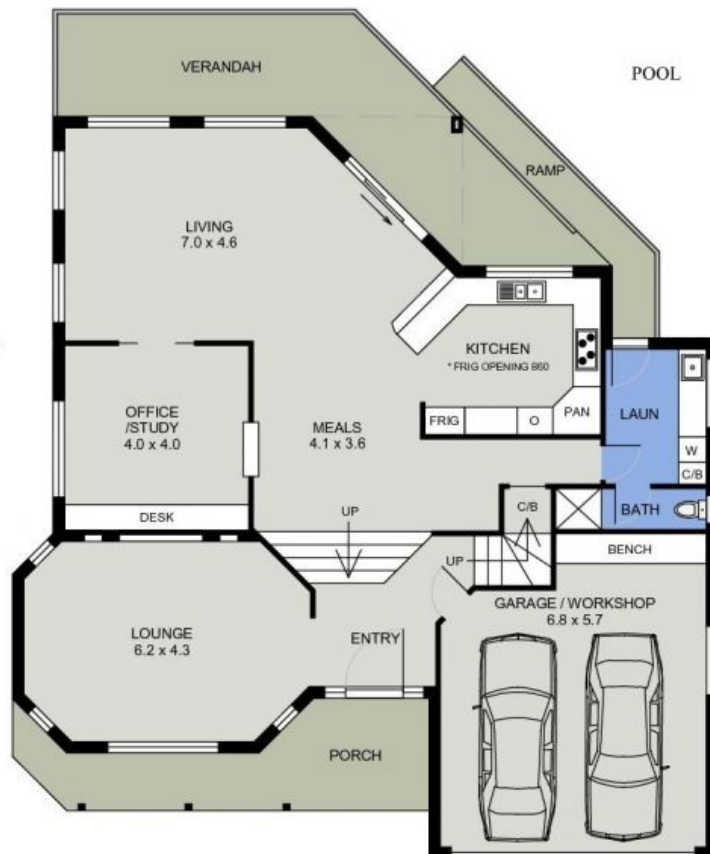 VERANDAH
POOL
RAMP
LIVING
7.0 x 4.6
KITCHEN
* FRIG OPENING 860
OFFICE
/STUDY
4.0 x 4.0
MEALS
4.1 x 3.6
FRIG
O
PAN
LAUN
W
C/B
DESK
UP
C/B
BATH
UP
BENCH
LOUNGE
6.2 x 4.3
ENTRY
GARAGE / WORKSHOP
6.8 x 5.7
PORCH